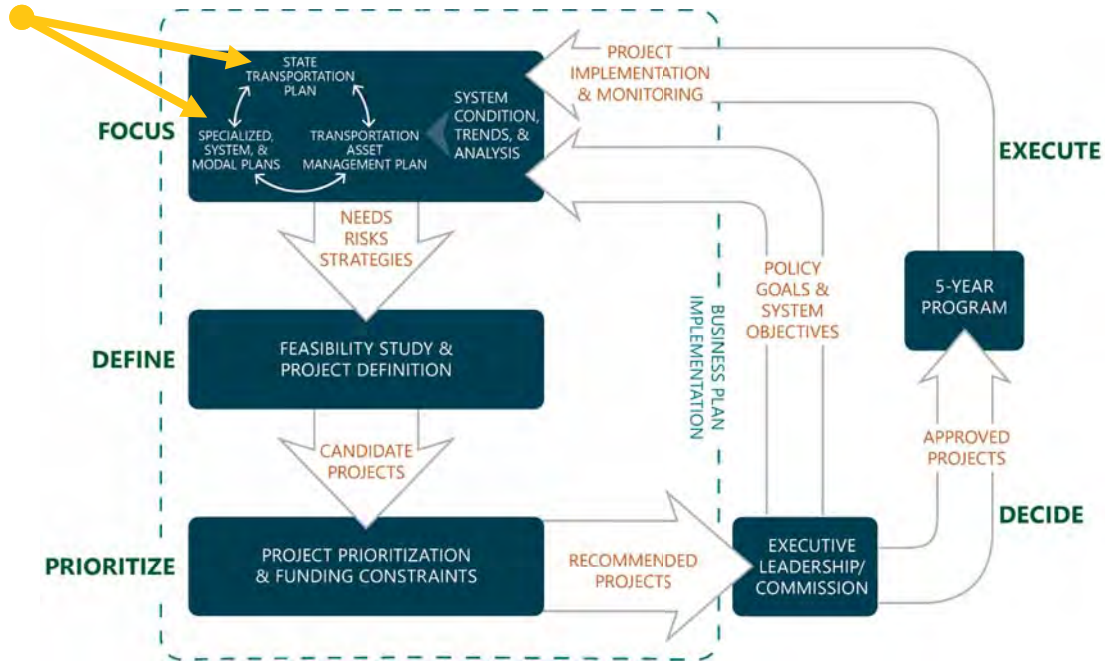 FOCUS
STATE
TRANSPORTATION
PLAN
SPECIALIZED,
SYSTEM, &
MODAL PLANS
TRANSPORTATION
ASSET
MANAGEMENT PLAN
SYSTEM
CONDITION,
TRENDS, &
ANALYSIS
PROJECT
IMPLEMENTATION
& MONITORING
EXECUTE
NEEDS
RISKS
STRATEGIES
POLICY
GOALS &
SYSTEM
OBJECTIVES
5-YEAR
PROGRAM
BUSINESS PLAN
IMPLEMENTATION
DEFINE
FEASIBILITY STUDY &
PROJECT DEFINITION
CANDIDATE
PROJECTS
APPROVED
PROJECTS
DECIDE
PRIORITIZE
PROJECT PRIORITIZATION
& FUNDING CONSTRAINTS
RECOMMENDED
PROJECTS
EXECUTIVE
LEADERSHIP/
COMMISSION